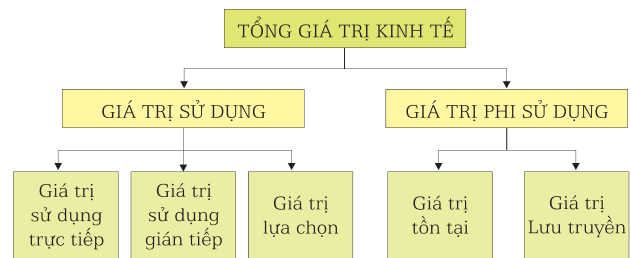 TỔNG GIÁ TRỊ KINH TẾ
GIÁ TRỊ SỬ DỤNG
GIÁ TRỊ PHI SỬ DỤNG
Giá trị
sử dụng
trực tiếp
Giá trị
sử dụng
gián tiếp
Giá trị
lựa chọn
Giá trị
tồn tại
Giá trị
Lưu truyền